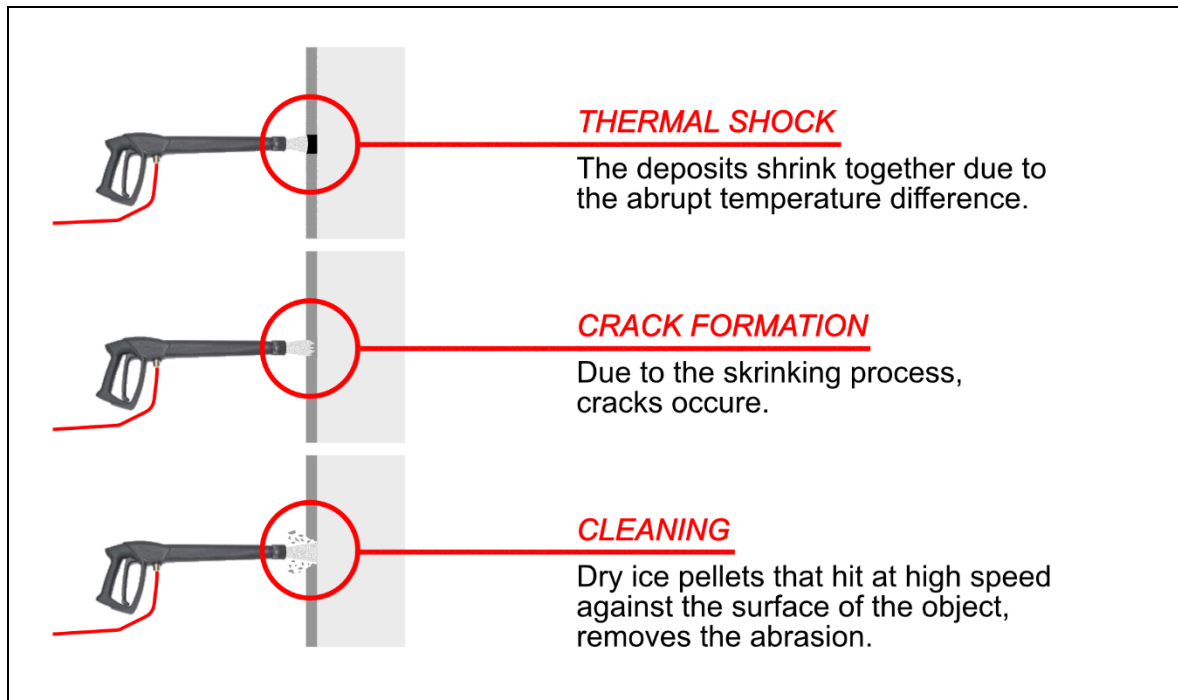 THERMAL SHOCK
The deposits shrink together due to
the abrupt temperature difference.
CRACK FORMATION
Due to the skrinking process,
cracks occure.
CLEANING
Dry ice pellets that hit at high speed
against the surface of the object,
removes the abrasion.